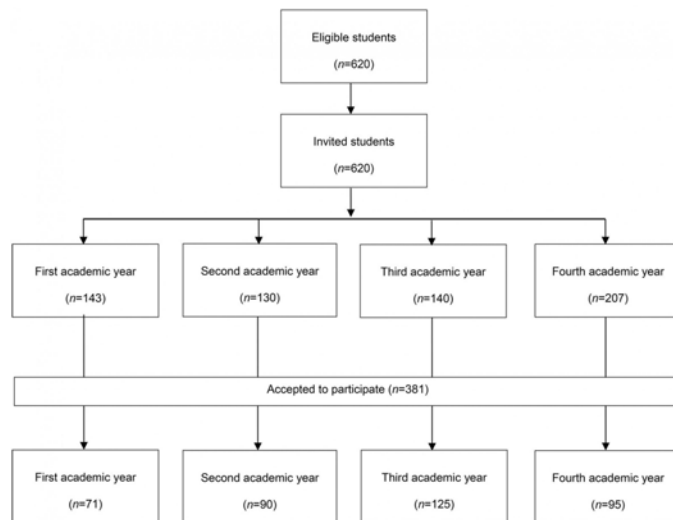 Eligible students
(n=620)
Invited students
(n=620)
First academic year
(n=143)
Second academic year
(n=130)
Third academic year
(n=140)
Fourth academic year
(n=207)
Accepted to participate (n=381)
First academic year
(n=71)
Second academic year
(n=90)
Third academic year
(n=125)
Fourth academic year
(n=95)